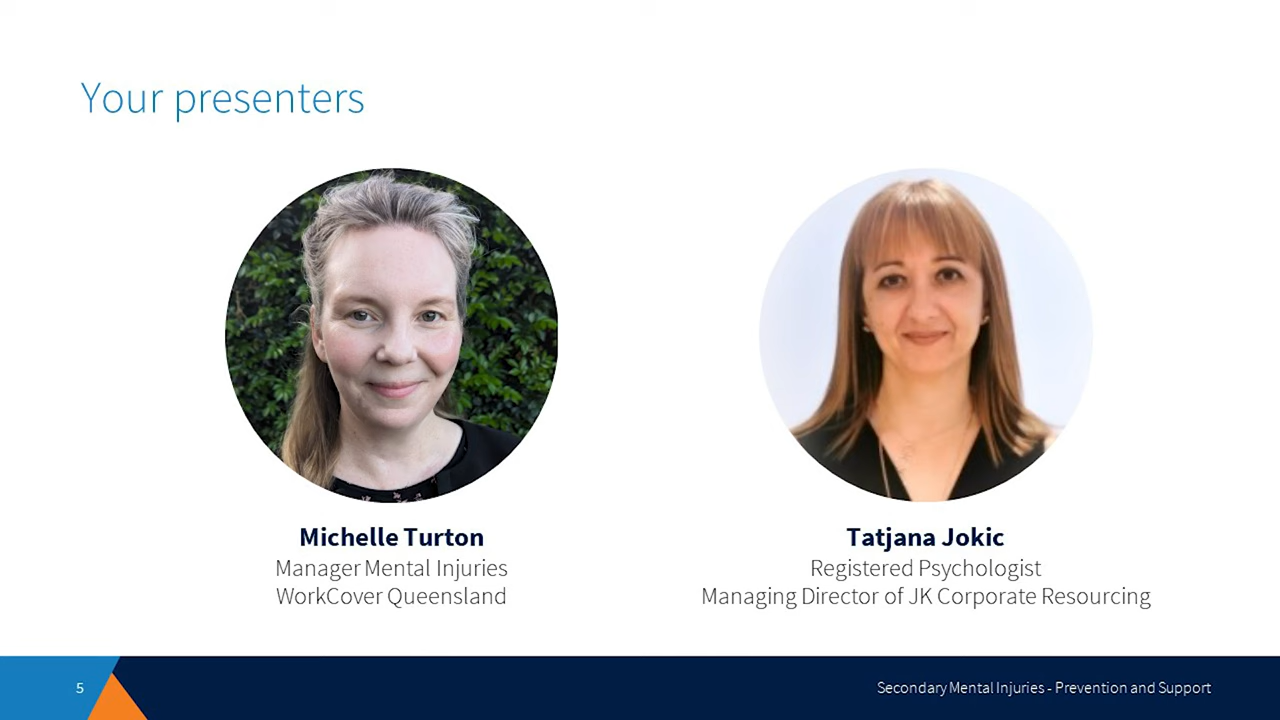 Your presenters
Michelle Turton
Manager Mental Injuries
WorkCover Queensland
Tatjana Jokic
Registered Psychologist
Managing Director of JK Corporate Resourcing
5
Secondary Mental Injuries - Prevention and Support